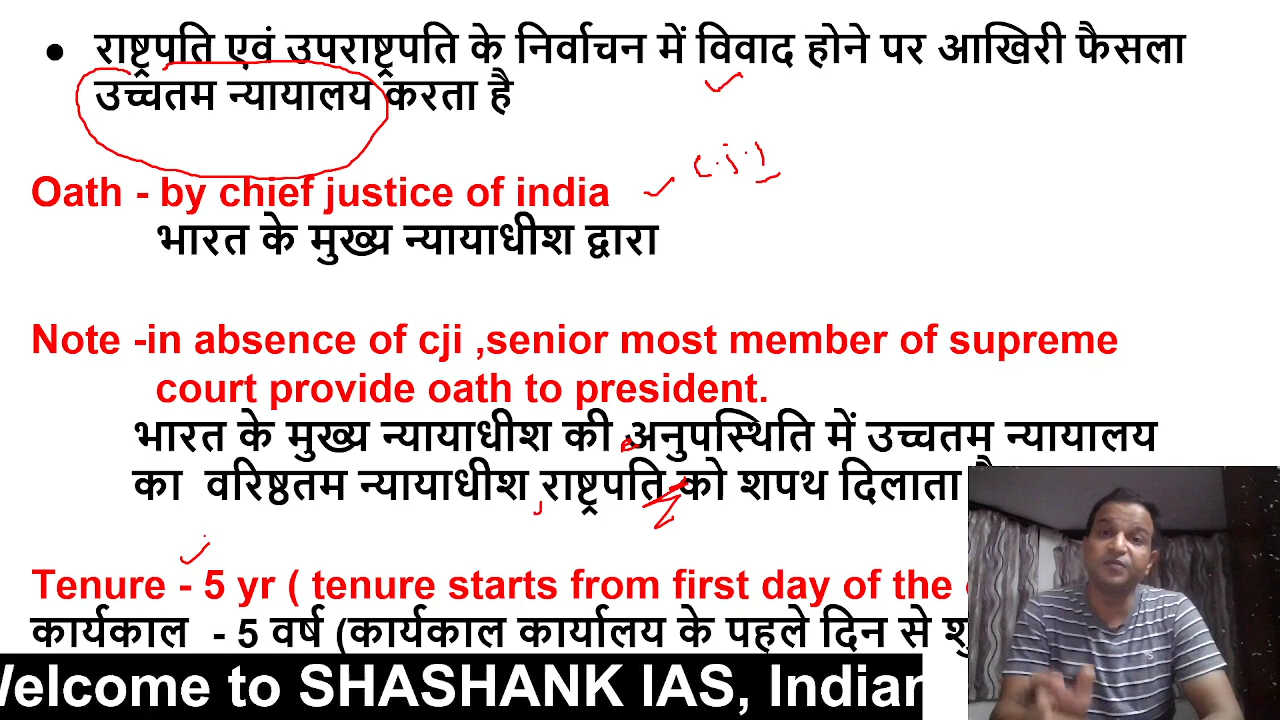 • राष्ट्रपति एवं उपराष्ट्रपति के निर्वाचन में विवाद होने पर आखिरी फैसला
उच्चतम न्यायालय करता है
(C.J.I)
Oath - by chief justice of india
भारत के मुख्य न्यायाधीश द्वारा
Note -in absence of cji ,senior most member of supreme
court provide oath to president.
भारत के मुख्य न्यायाधीश की अनुपस्थिति में उच्चतम न्यायालय
का वरिष्ठतम न्यायाधीश राष्ट्रपति को शपथ दिलाता
Tenure - 5 yr ( tenure starts from first day of the
कार्यकाल - 5 वर्ष (कार्यकाल कार्यालय के पहले दिन से
Welcome to SHASHANK IAS, Indian